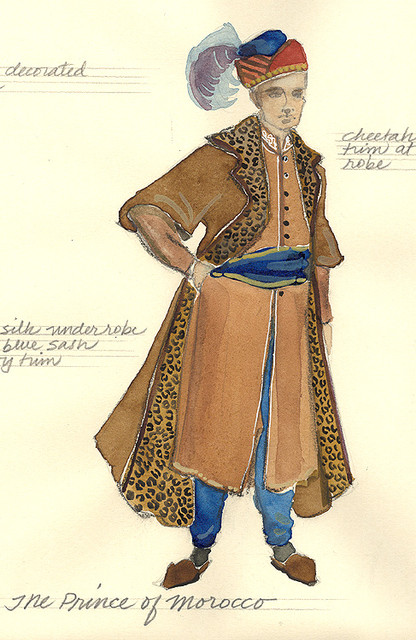 decorated
cheetah
trim at
robe
silk underrobe
blue sash
y trim
The Prince of Morocco